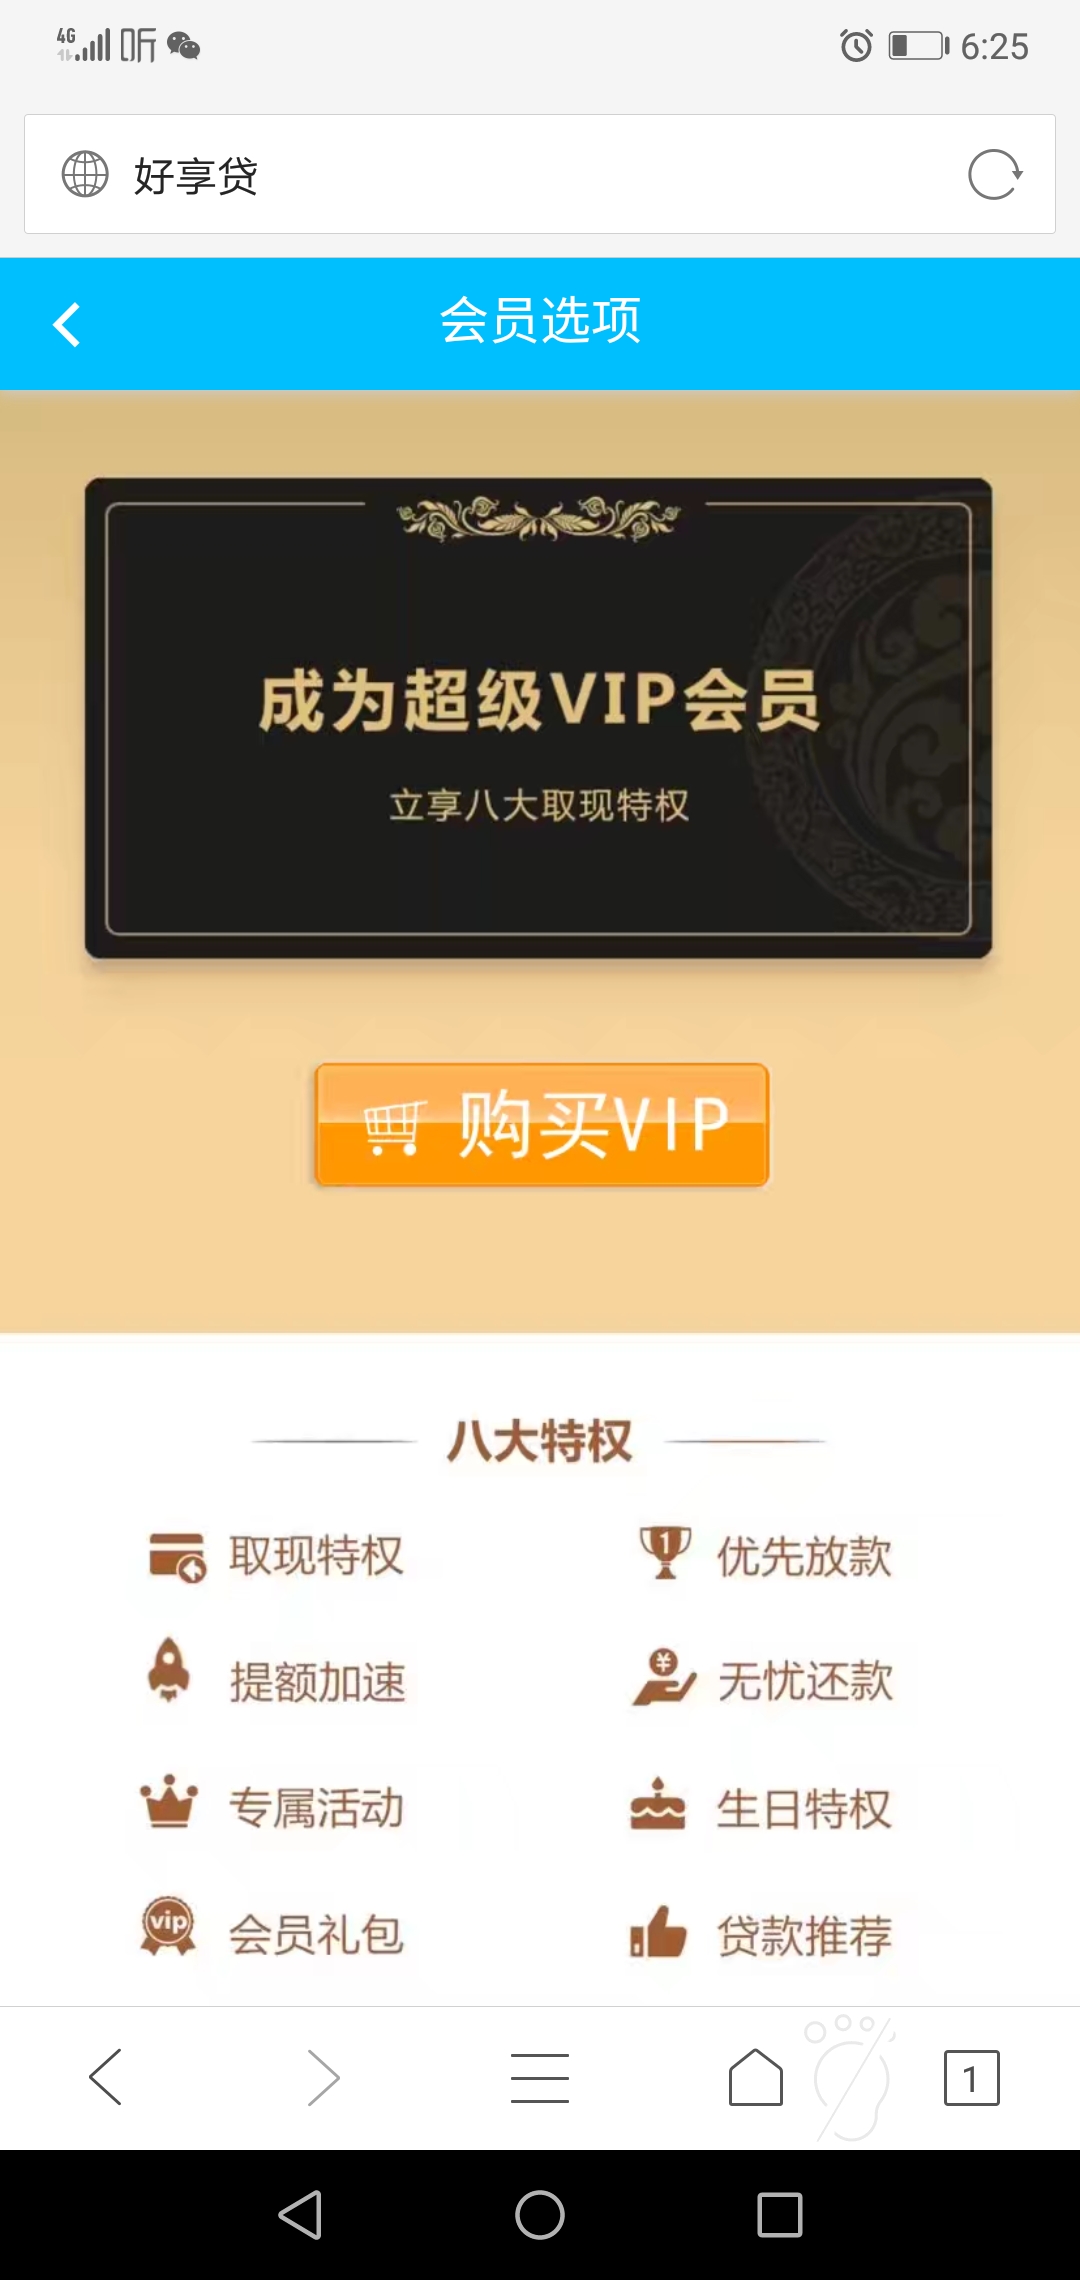 4G 听 6:25
好享贷
会员选项
成为超级VIP会员
立享八大取现特权
购买VIP
八大特权
取现特权 1 优先放款
提额加速 ¥ 无忧还款
专属活动 生日特权
vip 会员礼包 贷款推荐
1